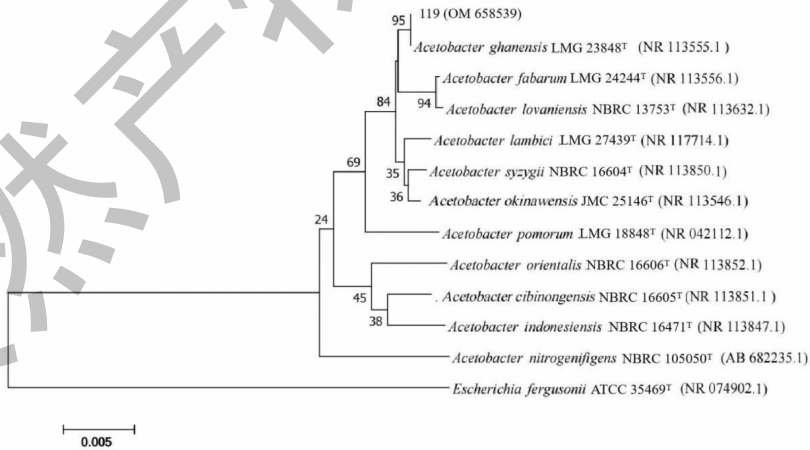 95
119 (OM 658539)
Acetobacter ghanensis LMG 23848ᵀ (NR 113555.1 )
Acetobacter fabarum LMG 24244ᵀ (NR 113556.1)
84
94
Acetobacter lovaniensis NBRC 13753ᵀ (NR 113632.1)
Acetobacter lambici .LMG 27439ᵀ (NR 117714.1)
69
35
Acetobacter syzygii NBRC 16604ᵀ (NR 113850.1)
36
Acetobacter okinawensis JMC 25146ᵀ (NR 113546.1)
24
Acetobacter pomorum .LMG 18848ᵀ (NR 042112.1)
Acetobacter orientalis NBRC 16606ᵀ (NR 113852.1)
45
. Acetobacter cibinongensis NBRC 16605ᵀ (NR 113851.1 )
38
Acetobacter indonesiensis NBRC 16471ᵀ (NR 113847.1)
Acetobacter nitrogenifigens NBRC 105050ᵀ (AB 682235.1)
Escherichia fergusonii ATCC 35469ᵀ (NR 074902.1)
0.005
然产物